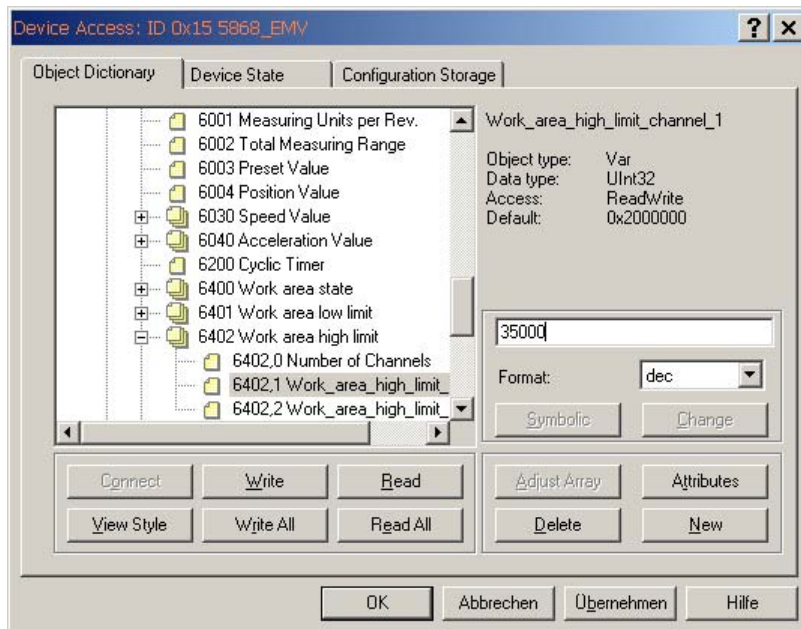 Device Access: ID 0x15 5868_EMV
Object Dictionary
Device State
Configuration Storage
6001 Measuring Units per Rev.
6002 Total Measuring Range
6003 Preset Value
6004 Position Value
6030 Speed Value
6040 Acceleration Value
6200 Cyclic Timer
6400 Work area state
6401 Work area low limit
6402 Work area high limit
6402,0 Number of Channels
6402,1 Work_area_high_limit_
6402,2 Work_area_high_limit_
Work_area_high_limit_channel_1
Object type: Var
Data type: UInt32
Access: ReadWrite
Default: 0x2000000
35000
Format: dec
Symbolic Change
Connect Write Read
View Style Write All Read All
Adjust Array Attributes
Delete New
OK Abbrechen Übernehmen Hilfe